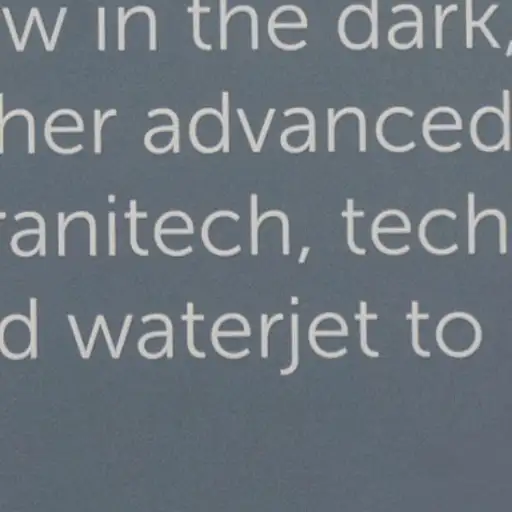 w in the dark,
her advanced
ranitech, tech
d waterjet to